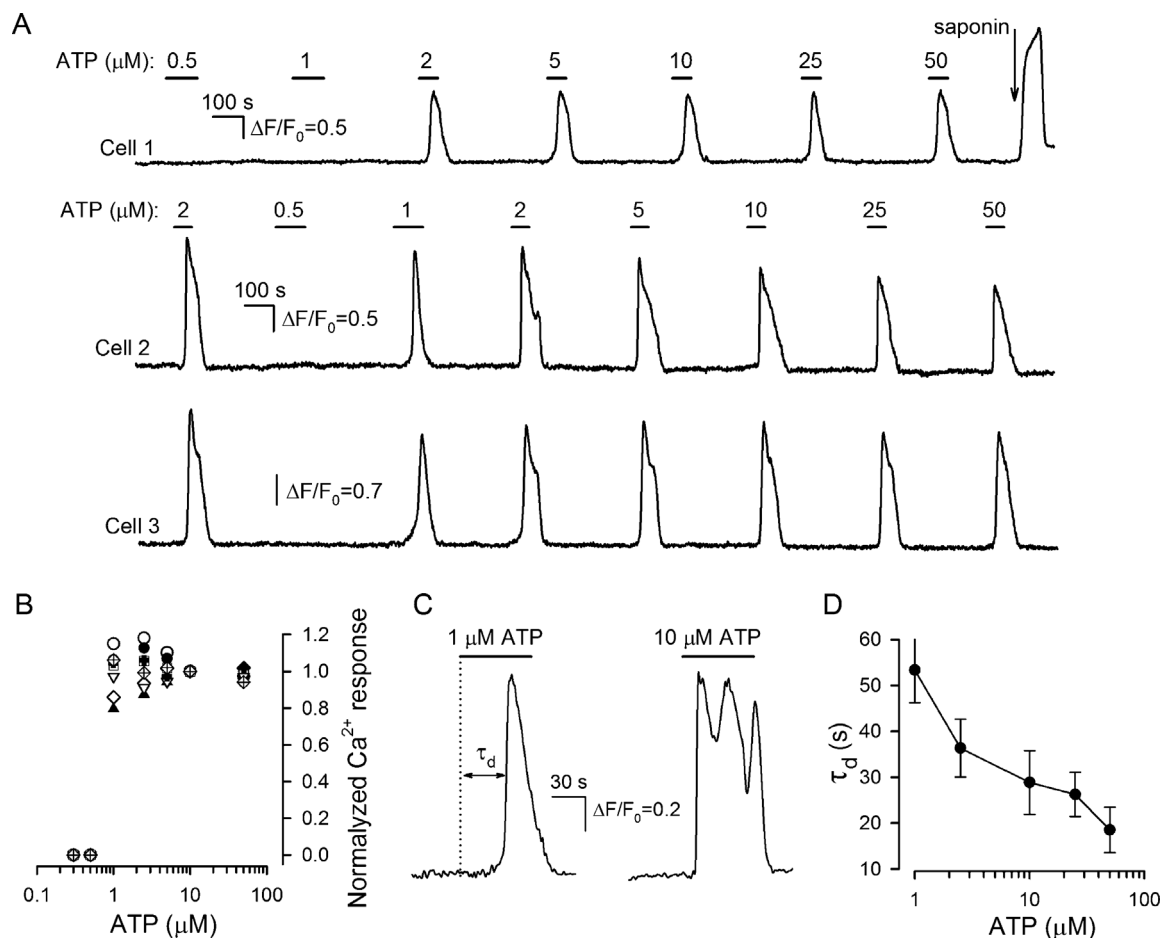 A
saponin
ATP (μM): 0.5 1 2 5 10 25 50
100 s
ΔF/F0=0.5
Cell 1
ATP (μM): 2 0.5 1 2 5 10 25 50
100 s
ΔF/F0=0.5
Cell 2
ΔF/F0=0.7
Cell 3
B
1.2
1.0
0.8
0.6
0.4
0.2
0.0
Normalized Ca2+ response
0.1 1 10 100
ATP (μM)
C
1 μM ATP 10 μM ATP
τd
30 s
ΔF/F0=0.2
D
60
50
40
30
20
10
τd (s)
1 10 100
ATP (μM)